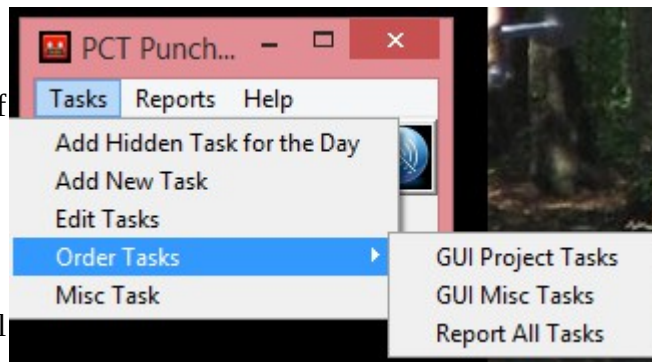 PCT Punch...
Tasks Reports Help
f
Add Hidden Task for the Day
Add New Task
Edit Tasks
Order Tasks
GUI Project Tasks
Misc Task
GUI Misc Tasks
l
Report All Tasks